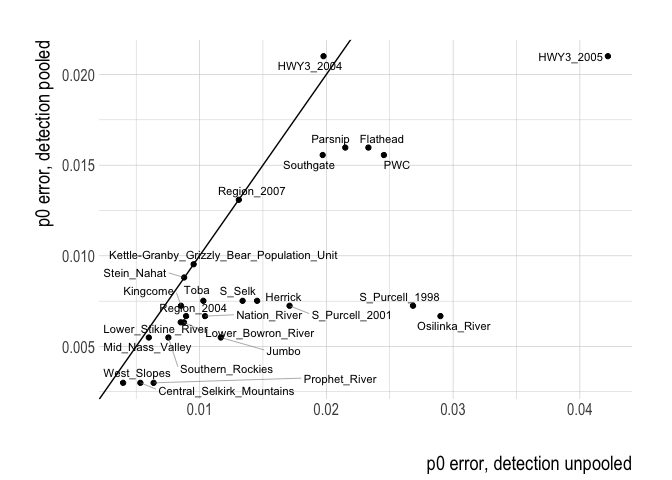 p0 error, detection pooled
0.020
0.015
0.010
0.005
HWY3_2004
HWY3_2005
Parsnip
Flathead
Southgate
PWC
Region_2007
Kettle-Granby_Grizzly_Bear_Population_Unit
Stein_Nahat
Kingcome
Toba
S_Selk
Herrick
S_Purcell_1998
Region_2004
Nation_River
S_Purcell_2001
Osilinka_River
Lower_Stikine_River
Lower_Bowron_River
Mid_Nass_Valley
Jumbo
West_Slopes
Southern_Rockies
Prophet_River
Central_Selkirk_Mountains
0.01
0.02
0.03
0.04
p0 error, detection unpooled